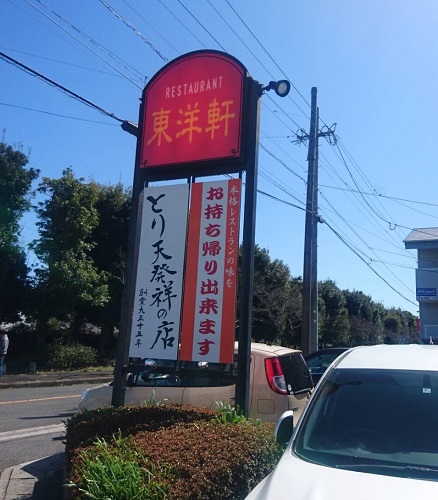 RESTAURANT
東洋軒
本格レストランの味を
お持ち帰り出来ます
とり天発祥の店
創業大正十五年